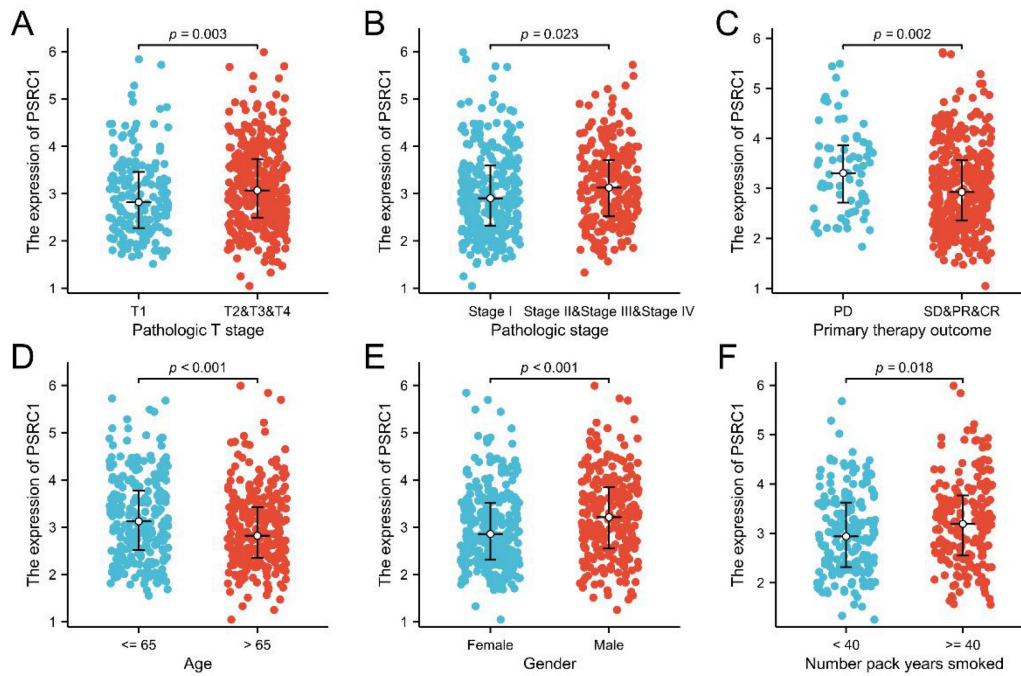 A
The expression of PSRC1
p = 0.003
6
5
4
3
2
1
T1
T2&T3&T4
Pathologic T stage
B
The expression of PSRC1
p = 0.023
6
5
4
3
2
1
Stage I
Stage II&Stage III&Stage IV
Pathologic stage
C
The expression of PSRC1
p = 0.002
6
5
4
3
2
1
PD
SD&PR&CR
Primary therapy outcome
D
The expression of PSRC1
p < 0.001
6
5
4
3
2
1
<= 65
> 65
Age
E
The expression of PSRC1
p < 0.001
6
5
4
3
2
1
Female
Male
Gender
F
The expression of PSRC1
p = 0.018
6
5
4
3
2
< 40
>= 40
Number pack years smoked